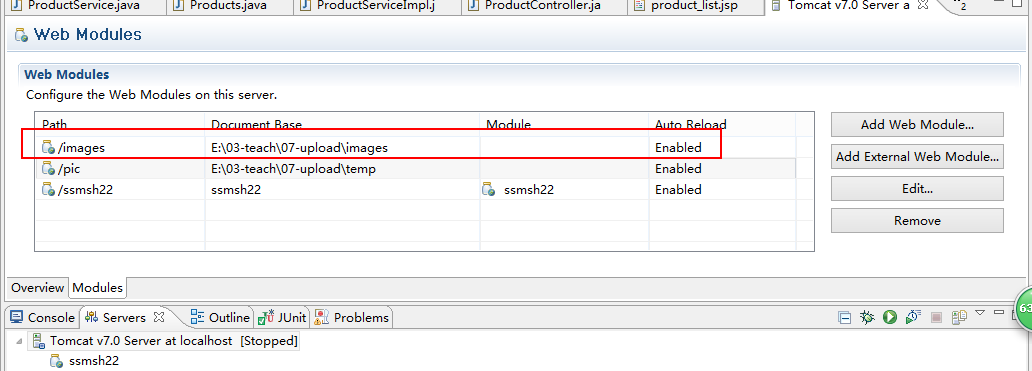 ProductService.java Products.java ProductServiceImpl.j ProductController.ja product_list.jsp Tomcat v7.0 Server a 2
Web Modules
Web Modules
Configure the Web Modules on this server.
Path Document Base Module Auto Reload
/images E:\03-teach\07-upload\images Enabled
/pic E:\03-teach\07-upload\temp Enabled
/ssmsh22 ssmsh22 ssmsh22 Enabled
Add Web Module...
Add External Web Module...
Edit...
Remove
Overview Modules
Console Servers Outline JUnit Problems
Tomcat v7.0 Server at localhost [Stopped]
ssmsh22